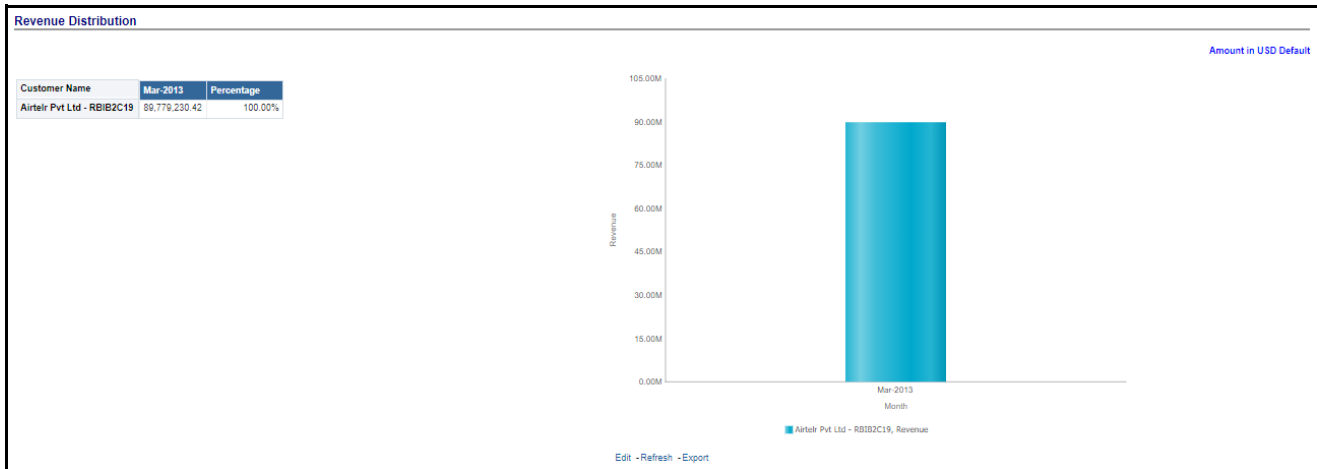 Revenue Distribution
Amount in USD Default
Customer Name Mar-2013 Percentage
Airtelr Pvt Ltd - RBIB2C19 89,779,230.42 100.00%
105.00M
90.00M
75.00M
60.00M
45.00M
30.00M
15.00M
0.00M
Revenue
Mar-2013
Month
Airtelr Pvt Ltd - RBIB2C19, Revenue
Edit - Refresh - Export